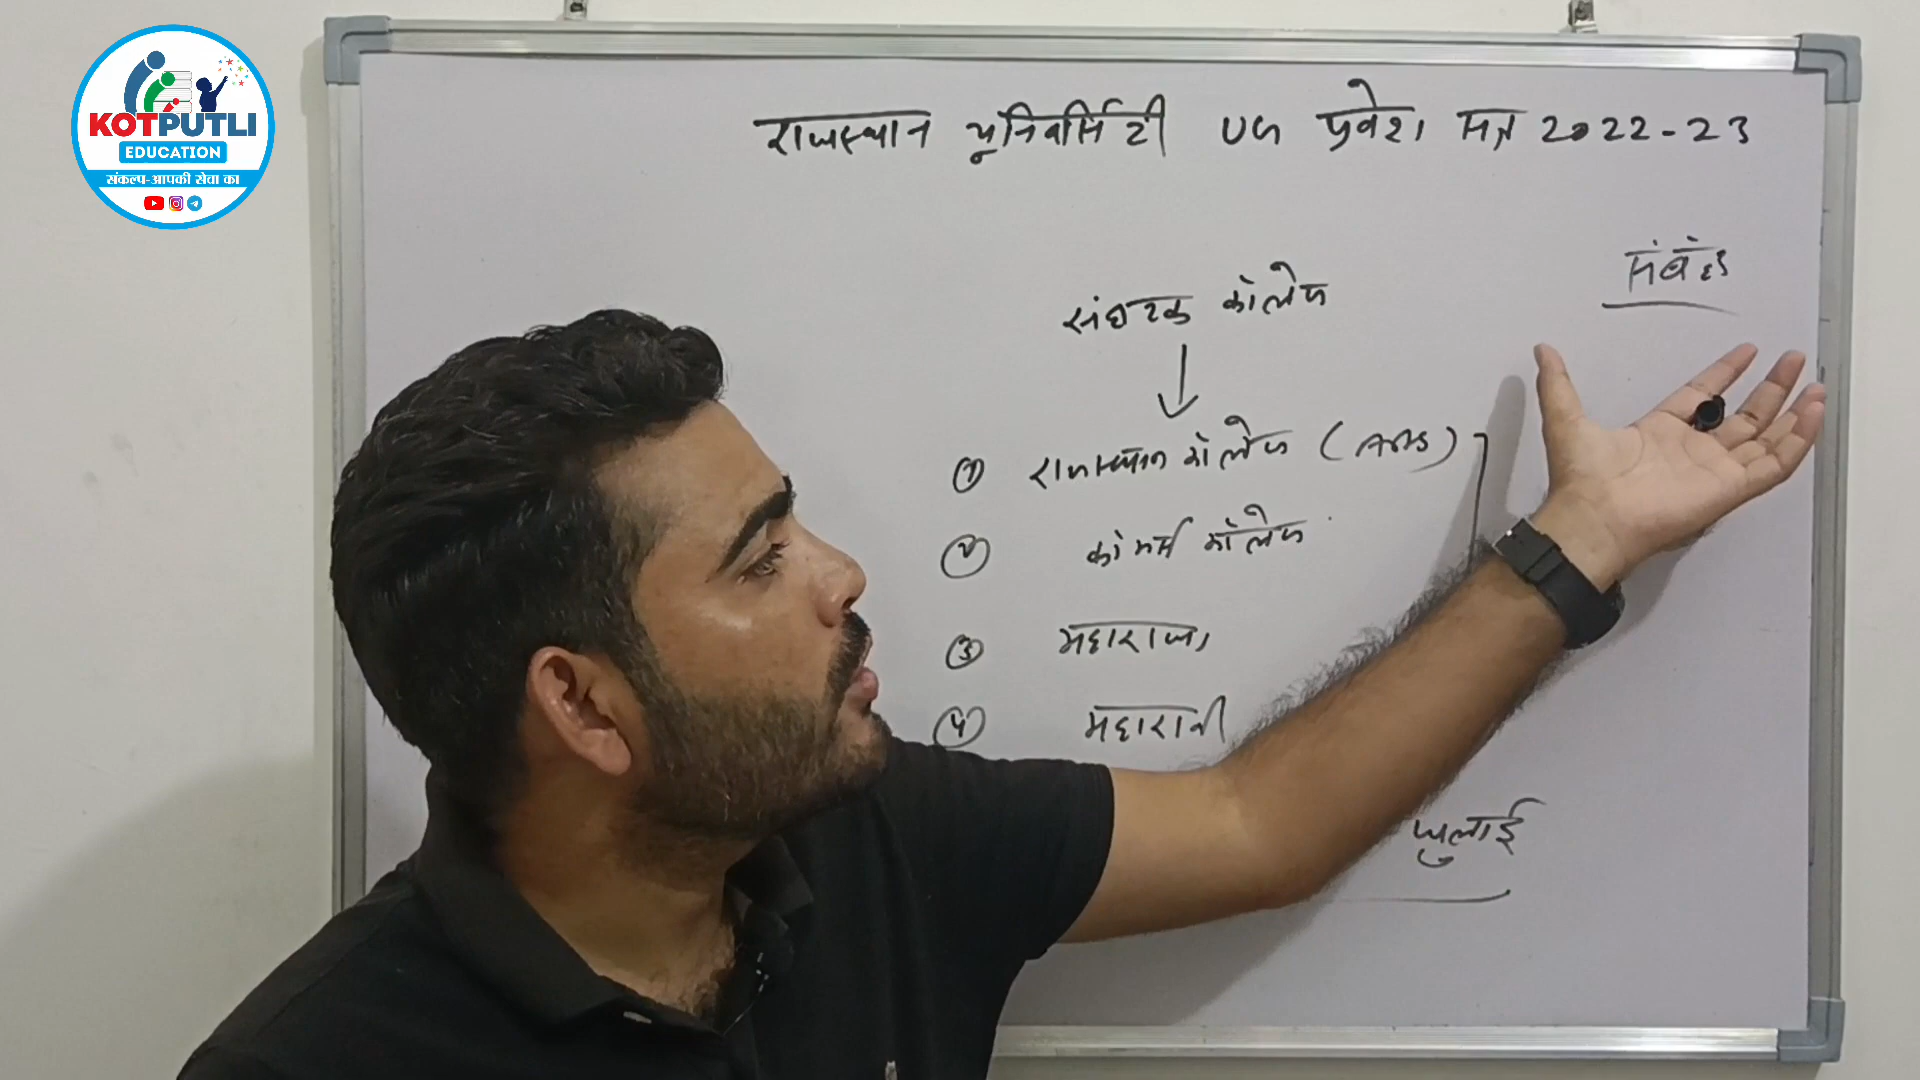 KOTPUTLI
EDUCATION
संकल्प-आपकी सेवा का
राजस्थान यूनिवर्सिटी UG प्रवेश सत्र 2022-23
संघटक कॉलेज
① राजस्थान कॉलेज (Arts)
② कॉमर्स कॉलेज
③ महाराजा
④ महारानी
जुलाई